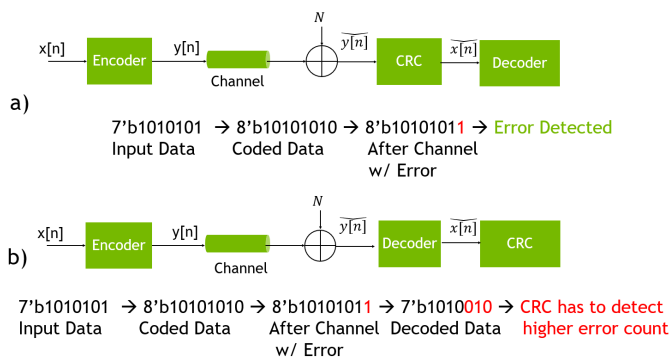 N
x[n] Encoder y[n] Channel y[n] CRC x[n] Decoder
a)
7'b1010101 → 8'b10101010 → 8'b10101011 → Error Detected
Input Data Coded Data After Channel
w/ Error
N
x[n] Encoder y[n] Channel y[n] Decoder x[n] CRC
b)
7'b1010101 → 8'b10101010 → 8'b10101011 → 7'b1010010 → CRC has to detect
Input Data Coded Data After Channel Decoded Data higher error count
w/ Error